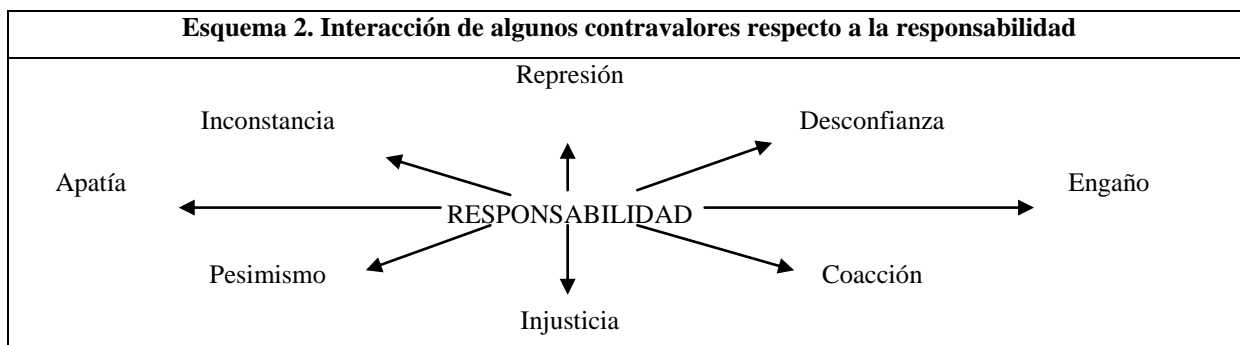 Esquema 2. Interacción de algunos contravalores respecto a la responsabilidad
Represión
Inconstancia
Desconfianza
Apatía
Engaño
RESPONSABILIDAD
Pesimismo
Coacción
Injusticia